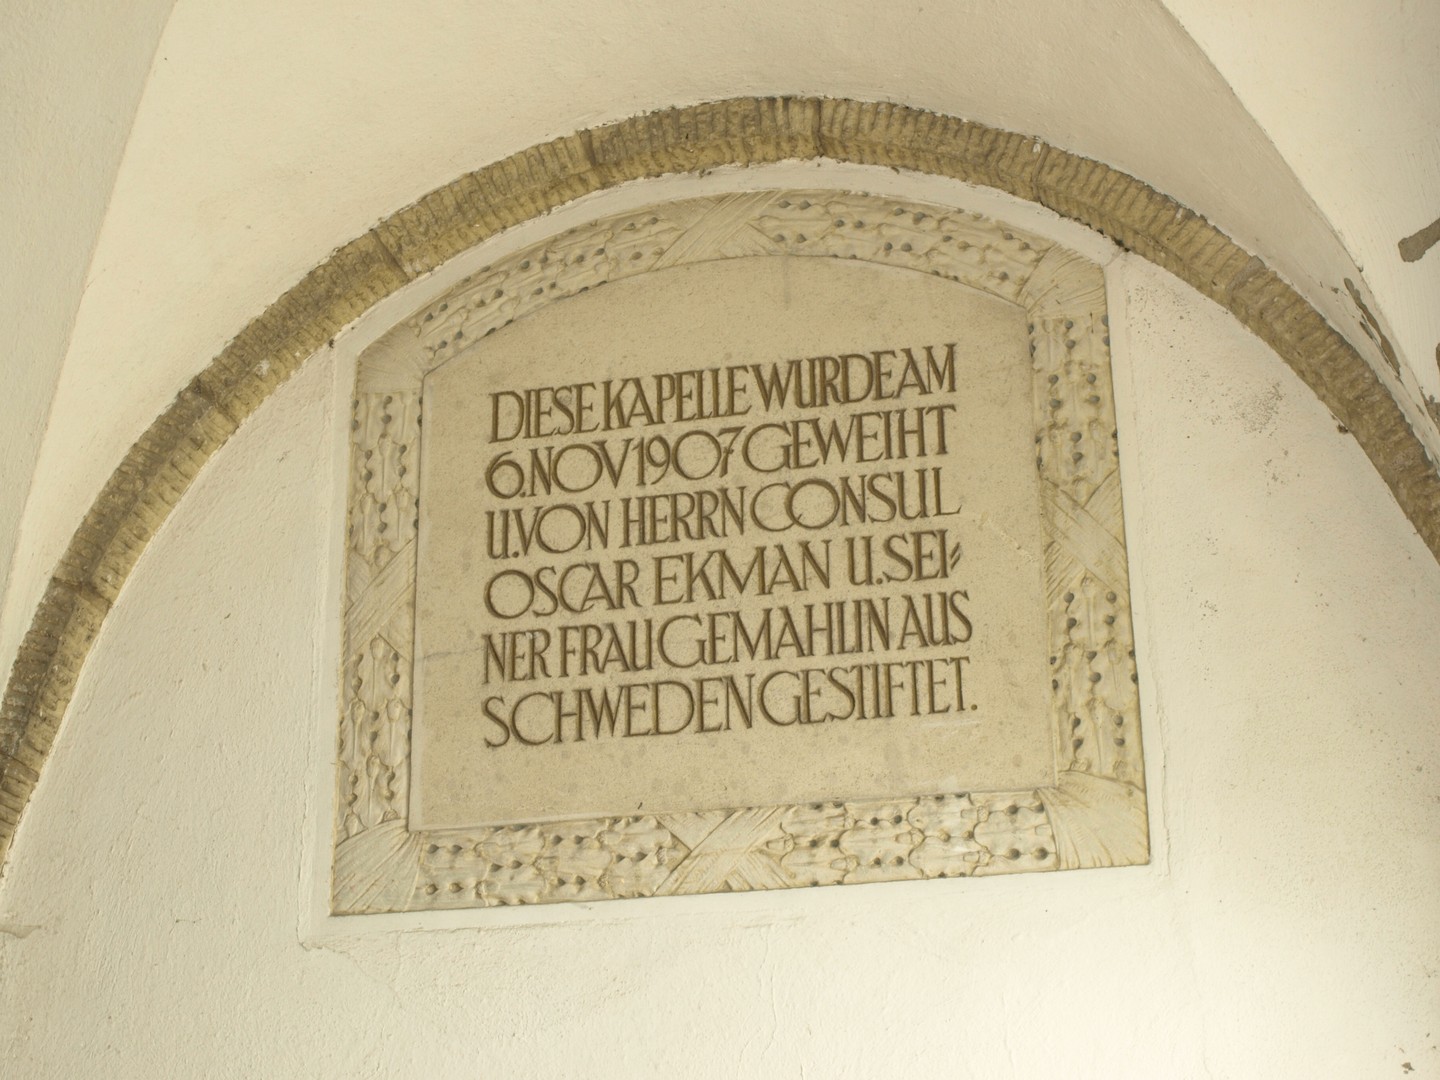 DIESE KAPELLE WURDE AM
6. NOV 1907 GEWEIHT
U. VON HERRN CONSUL
OSCAR EKMAN U. SEI-
NER FRAU GEMAHLIN AUS
SCHWEDEN GESTIFTET.